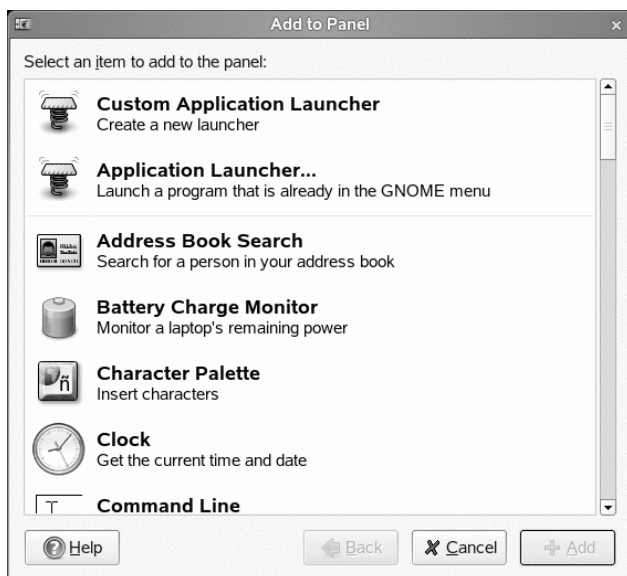 Add to Panel
Select an item to add to the panel:
Custom Application Launcher
Create a new launcher
Application Launcher...
Launch a program that is already in the GNOME menu
Address Book Search
Search for a person in your address book
Battery Charge Monitor
Monitor a laptop's remaining power
Character Palette
Insert characters
Clock
Get the current time and date
Command Line
Help
Back
Cancel
Add